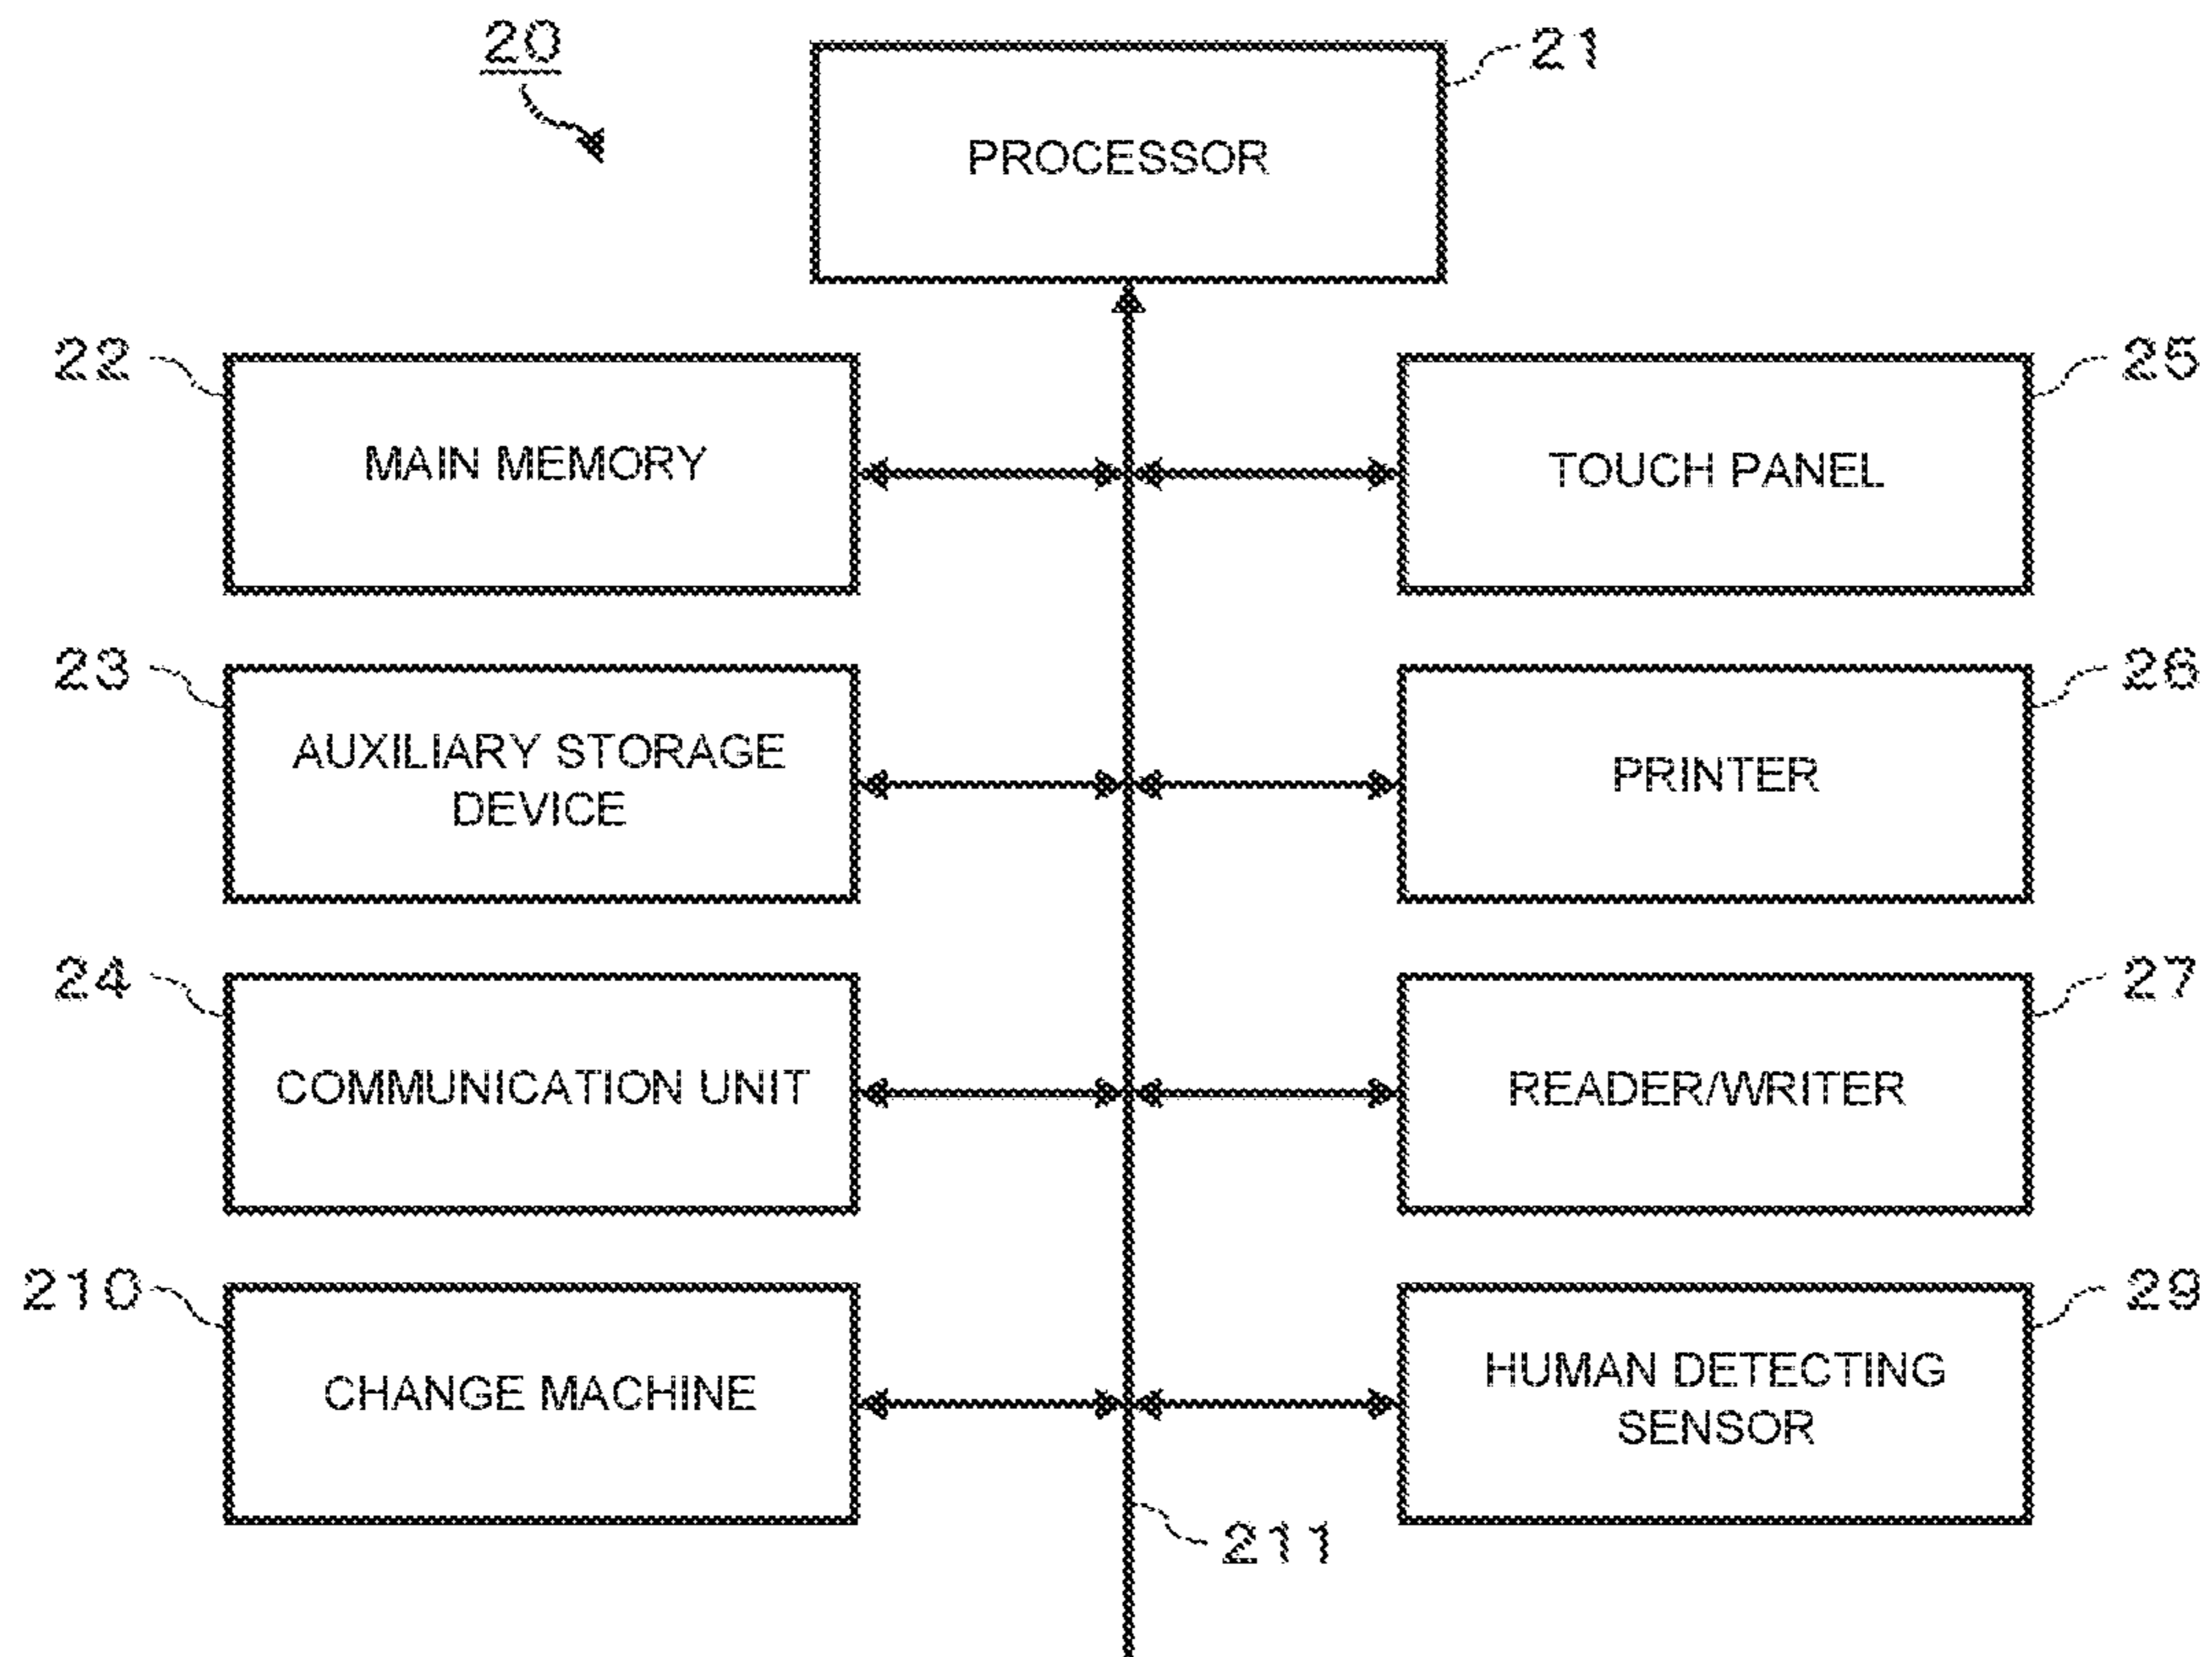 20
21
PROCESSOR
22
25
MAIN MEMORY
TOUCH PANEL
23
26
AUXILIARY STORAGE
DEVICE
PRINTER
24
27
COMMUNICATION UNIT
READER/WRITER
210
29
CHANGE MACHINE
HUMAN DETECTING
SENSOR
211